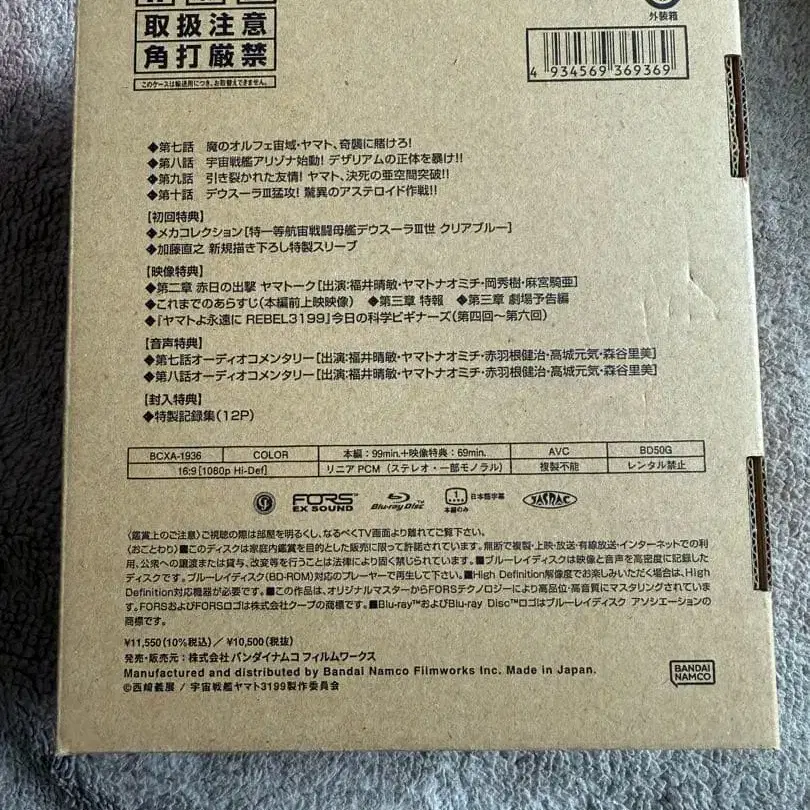 取扱注意
角打厳禁
このケースは輸送用につき、お取替えできません。
外装箱
4 934569 369369
◆第七話 魔のオルフェ宙域・ヤマト、奇襲に賭けろ!
◆第八話 宇宙戦艦アリゾナ始動! デザリアムの正体を暴け!!
◆第九話 引き裂かれた友情! ヤマト、決死の亜空間突破!!
◆第十話 デウスーラⅢ猛攻! 驚異のアステロイド作戦!!
【初回特典】
◆メカコレクション[特一等航宙戦闘母艦デウスーラⅢ世 クリアブルー]
◆加藤直之 新規描き下ろし特製スリーブ
【映像特典】
◆第二章 赤日の出撃 ヤマトーク[出演:福井晴敏・ヤマトナオミチ・岡秀樹・麻宮騎亜]
◆これまでのあらすじ(本編前上映映像) ◆第三章 特報 ◆第三章 劇場予告編
◆『ヤマトよ永遠に REBEL3199』今日の科学ビギナーズ(第四回~第六回)
【音声特典】
◆第七話オーディオコメンタリー[出演:福井晴敏・ヤマトナオミチ・赤羽根健治・高城元気・森谷里美]
◆第八話オーディオコメンタリー[出演:福井晴敏・ヤマトナオミチ・赤羽根健治・高城元気・森谷里美]
【封入特典】
◆特製記録集(12P)
BCXA-1936 COLOR 本編:99min.+映像特典:69min. AVC BD50G
16:9[1080p Hi-Def] リニアPCM(ステレオ・一部モノラル) 複製不能 レンタル禁止
FORS EX SOUND Blu-ray Disc™ 1 本編のみ 日本語字幕 JASRAC
〈鑑賞上のご注意〉ご視聴の際は部屋を明るくし、なるべくTV画面より離れてご覧下さい。
〈おことわり〉■このディスクは家庭内鑑賞を目的とした販売に限って許諾されています。無断で複製・上映・放送・有線放送・インターネットでの利
用、公衆への譲渡または貸与、改変等を行うことは法律により固く禁じられています。■ブルーレイディスクは映像と音声を高密度に記録した
ディスクです。ブルーレイディスク(BD-ROM)対応のプレーヤーで再生して下さい。■High Definition解像度でお楽しみいただく場合は、High
Definition対応機器が必要です。■この作品は、オリジナルマスターからFORSテクノロジーにより高品位・高音質にマスタリングされていま
す。FORSおよびFORSロゴは株式会社クープの商標です。■Blu-ray™およびBlu-ray Disc™ロゴはブルーレイディスク アソシエーションの
商標です。
¥11,550(10%税込)/¥10,500(税抜)
発売・販売元:株式会社 バンダイナムコ フィルムワークス
Manufactured and distributed by Bandai Namco Filmworks Inc. Made in Japan.
©西﨑義展/宇宙戦艦ヤマト3199製作委員会
BANDAI
NAMCO